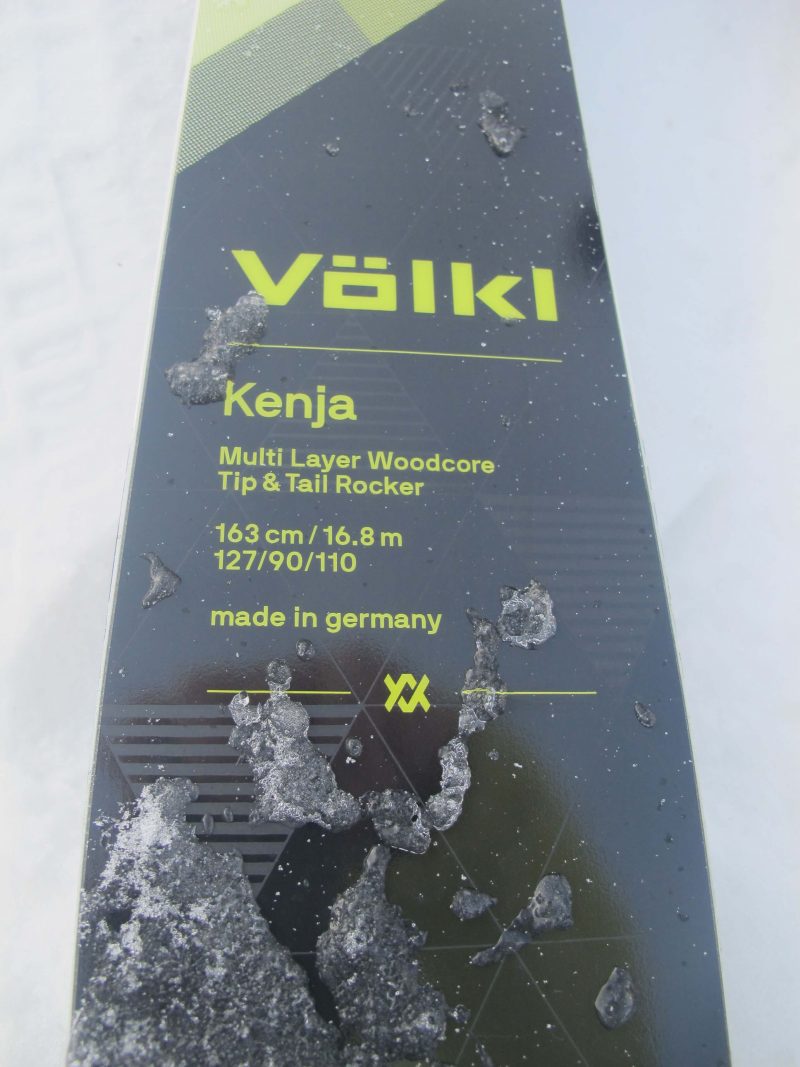 Völkl
Kenja
Multi Layer Woodcore
Tip & Tail Rocker
163 cm / 16.8 m
127/90/110
made in germany